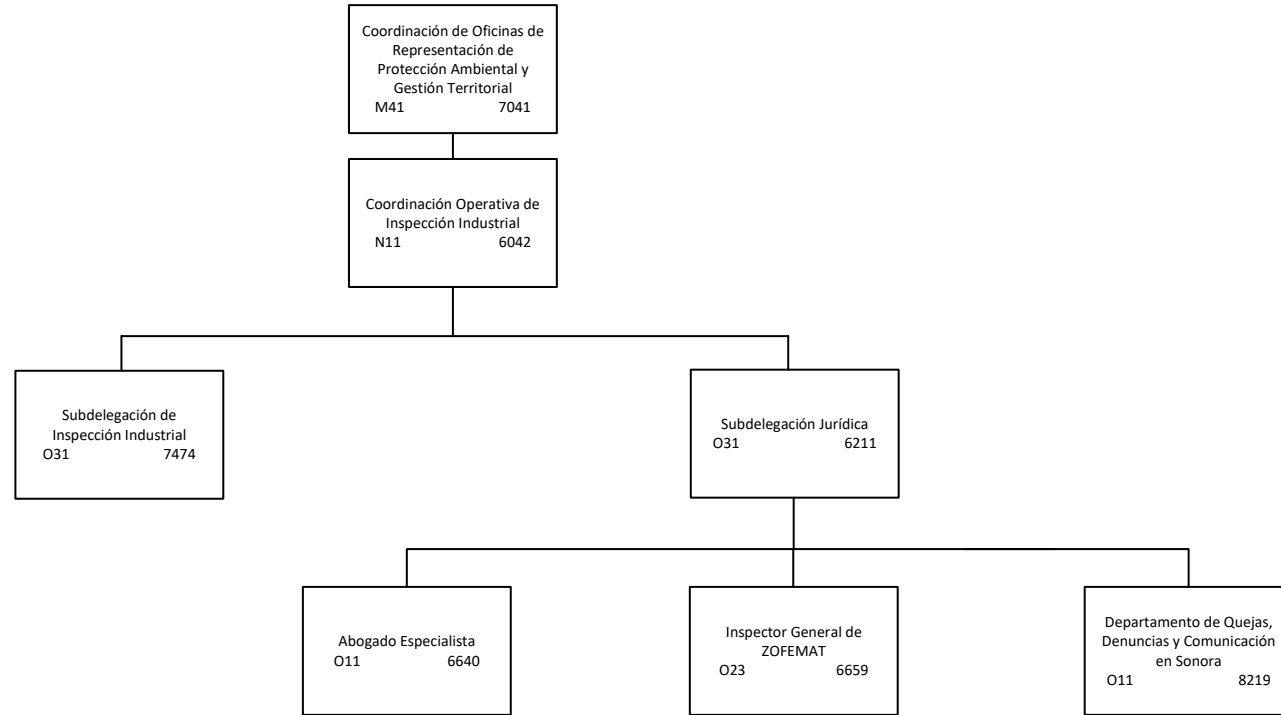 Coordinación de Oficinas de
Representación de
Protección Ambiental y
Gestión Territorial
M41 7041
Coordinación Operativa de
Inspección Industrial
N11 6042
Subdelegación de
Inspección Industrial
O31 7474
Subdelegación Jurídica
O31 6211
Abogado Especialista
O11 6640
Inspector General de
ZOFEMAT
O23 6659
Departamento de Quejas,
Denuncias y Comunicación
en Sonora
O11 8219